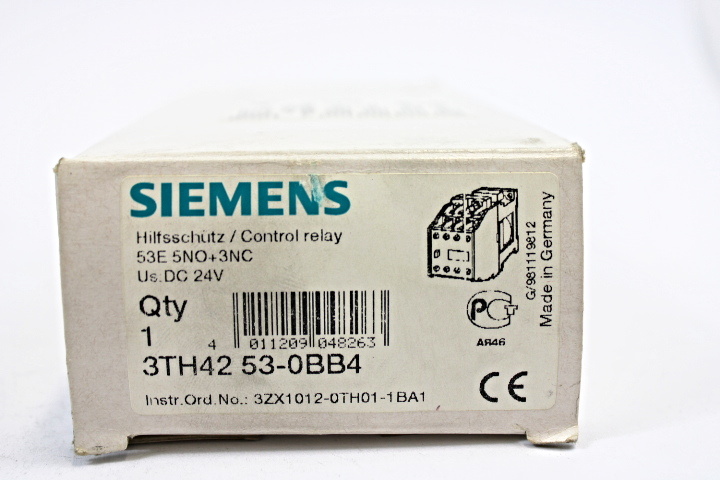 SIEMENS
Hilfsschütz / Control relay
53E 5NO+3NC
Us.DC 24V
Qty
1
4 011209 048263
3TH42 53-0BB4
Instr.Ord.No.: 3ZX1012-0TH01-1BA1
G/981119812
Made in Germany
АЯ46
CE